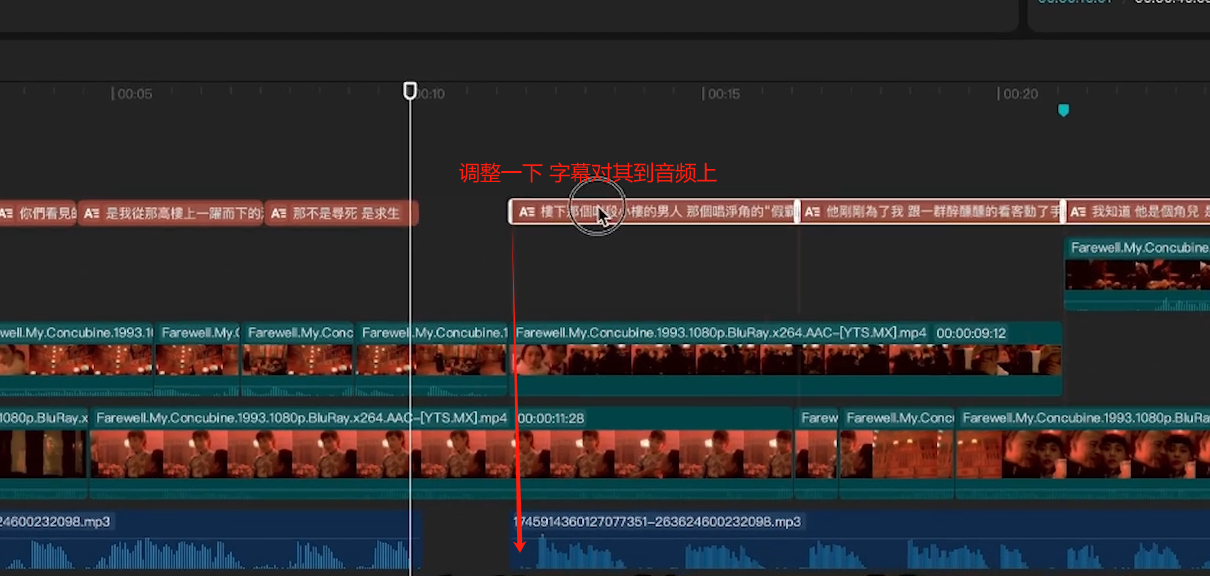 00:05
00:10
00:15
00:20
调整一下 字幕对其到音频上
你們看見的
是我從那高樓上一躍而下的
那不是尋死 是求生
樓下那個 小樓的男人 那個唱淨角的"假霸
他剛剛為了我 跟一群醉醺醺的看客動了手
我知道 他是個角兒
Farewell.My.Concubine.
well.My.Concubine.1993.1
Farewell.My.C
Farewell.My.Conc
Farewell.My.Concubine.1
Farewell.My.Concubine.1993.1080p.BluRay.x264.AAC-[YTS.MX].mp4 00:00:09:12
1080p.BluRay.x
Farewell.My.Concubine.1993.1080p.BluRay.x264.AAC-[YTS.MX].mp4 00:00:11:28
Farew
Farewell.My.Conci
Farewell.My.Concubine.1993.1080p.BluRa
24600232098.mp3
1745914360127077351-263624600232098.mp3